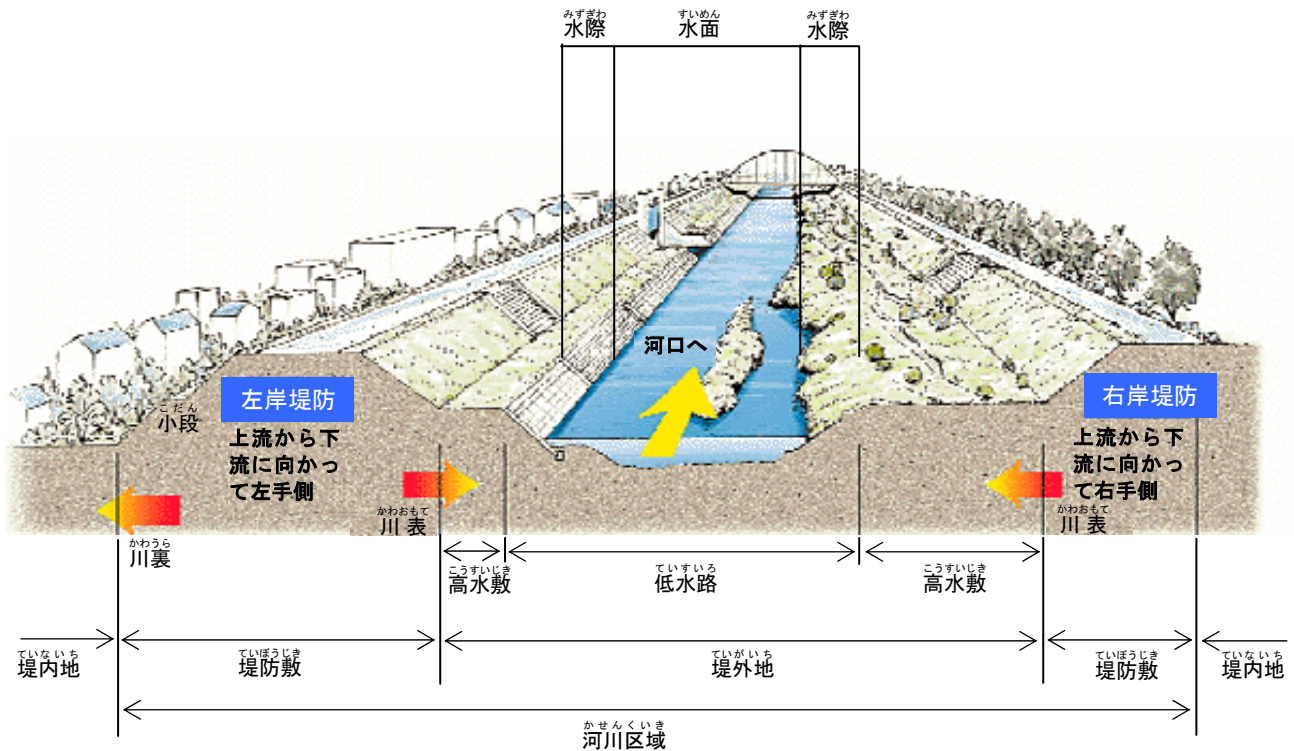 みずぎわ すいめん みずぎわ
水際 水面 水際
河口へ
左岸堤防 右岸堤防
こだん
小段
上流から下
流に向かっ
て左手側
上流から下
流に向かっ
て右手側
かわおもて かわおもて
川表 川表
かわうら
川裏
こうすいじき ていすいろ こうすいじき
高水敷 低水路 高水敷
ていないち ていぼうじき ていがいち ていぼうじき ていないち
堤内地 堤防敷 堤外地 堤防敷 堤内地
かせんくいき
河川区域